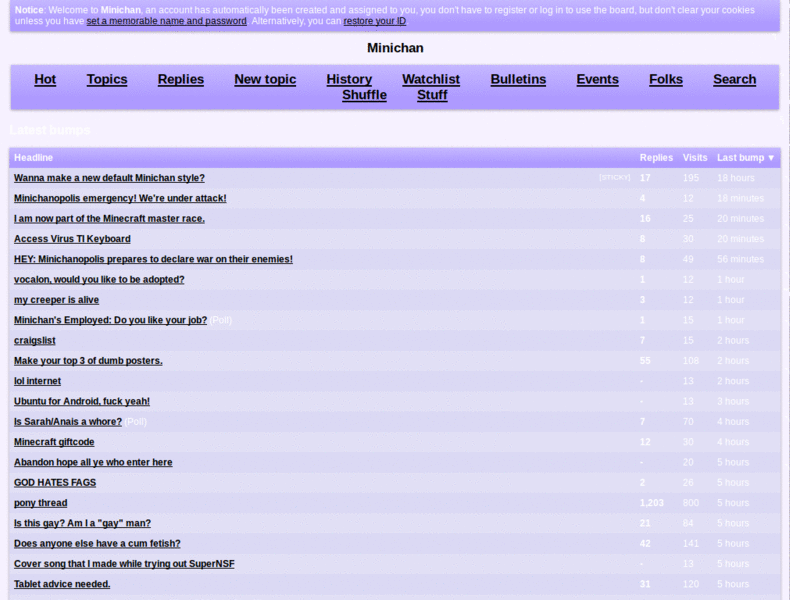 Notice: Welcome to Minichan, an account has automatically been created and assigned to you, you don't have to register or log in to use the board, but don't clear your cookies
unless you have set a memorable name and password. Alternatively, you can restore your ID.
Minichan
Hot Topics Replies New topic History Watchlist Bulletins Events Folks Search
Shuffle Stuff
Latest bumps
Headline Replies Visits Last bump ▼
Wanna make a new default Minichan style? [STICKY] 17 195 18 hours
Minichanopolis emergency! We're under attack! 4 12 18 minutes
I am now part of the Minecraft master race. 16 25 20 minutes
Access Virus TI Keyboard 8 30 20 minutes
HEY: Minichanopolis prepares to declare war on their enemies! 8 49 56 minutes
vocalon, would you like to be adopted? 1 12 1 hour
my creeper is alive 3 12 1 hour
Minichan's Employed: Do you like your job? (Poll) 1 15 1 hour
craigslist 7 15 2 hours
Make your top 3 of dumb posters. 55 108 2 hours
lol internet - 13 2 hours
Ubuntu for Android, fuck yeah! - 13 3 hours
Is Sarah/Anais a whore? (Poll) 7 70 4 hours
Minecraft giftcode 12 30 4 hours
Abandon hope all ye who enter here - 20 5 hours
GOD HATES FAGS 2 26 5 hours
pony thread 1,203 800 5 hours
Is this gay? Am I a "gay" man? 21 84 5 hours
Does anyone else have a cum fetish? 42 141 5 hours
Cover song that I made while trying out SuperNSF - 13 5 hours
Tablet advice needed. 31 120 5 hours